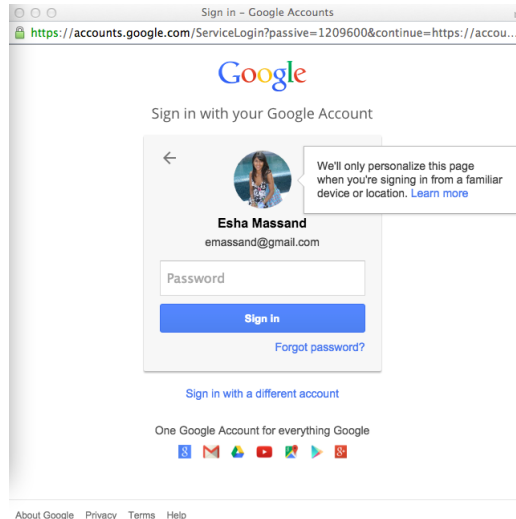 Sign in – Google Accounts
https://accounts.google.com/ServiceLogin?passive=1209600&continue=https://accou...
Google
Sign in with your Google Account
We'll only personalize this page
when you're signing in from a familiar
device or location. Learn more
Esha Massand
emassand@gmail.com
Password
Sign in
Forgot password?
Sign in with a different account
One Google Account for everything Google
8
8+
About Google Privacy Terms Help